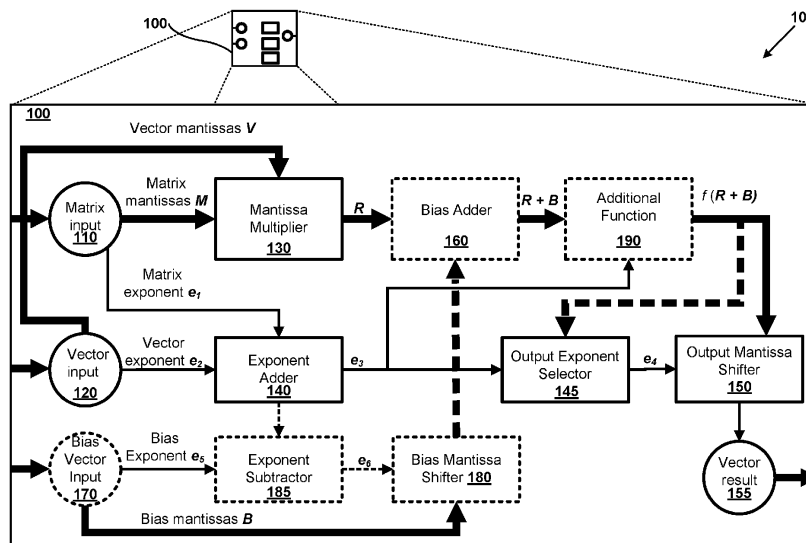 100
10
100
Vector mantissas V
Matrix
mantissas M
Matrix
input
110
Mantissa
Multiplier
130
R
Bias Adder
160
R + B
Additional
Function
190
f (R + B)
Matrix
exponent e1
Vector
input
120
Vector
exponent e2
Exponent
Adder
140
e3
Output Exponent
Selector
145
e4
Output Mantissa
Shifter
150
Bias
Vector
Input
170
Bias
Exponent e5
Exponent
Subtractor
185
e6
Bias Mantissa
Shifter 180
Vector
result
155
Bias mantissas B